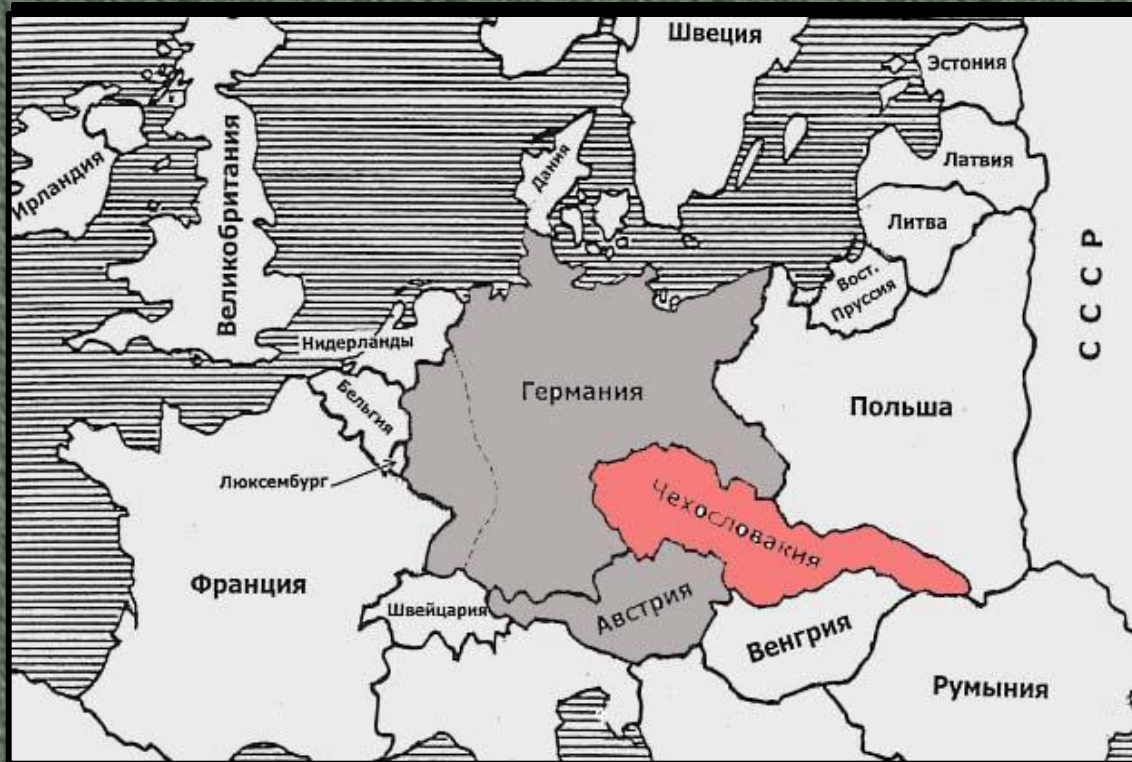 Швеция
Эстония
Латвия
Литва
Вост.
Пруссия
СССР
Ирландия
Великобритания
Дания
Нидерланды
Бельгия
Люксембург
Германия
Польша
Чехословакия
Франция
Швейцария
Австрия
Венгрия
Румыния